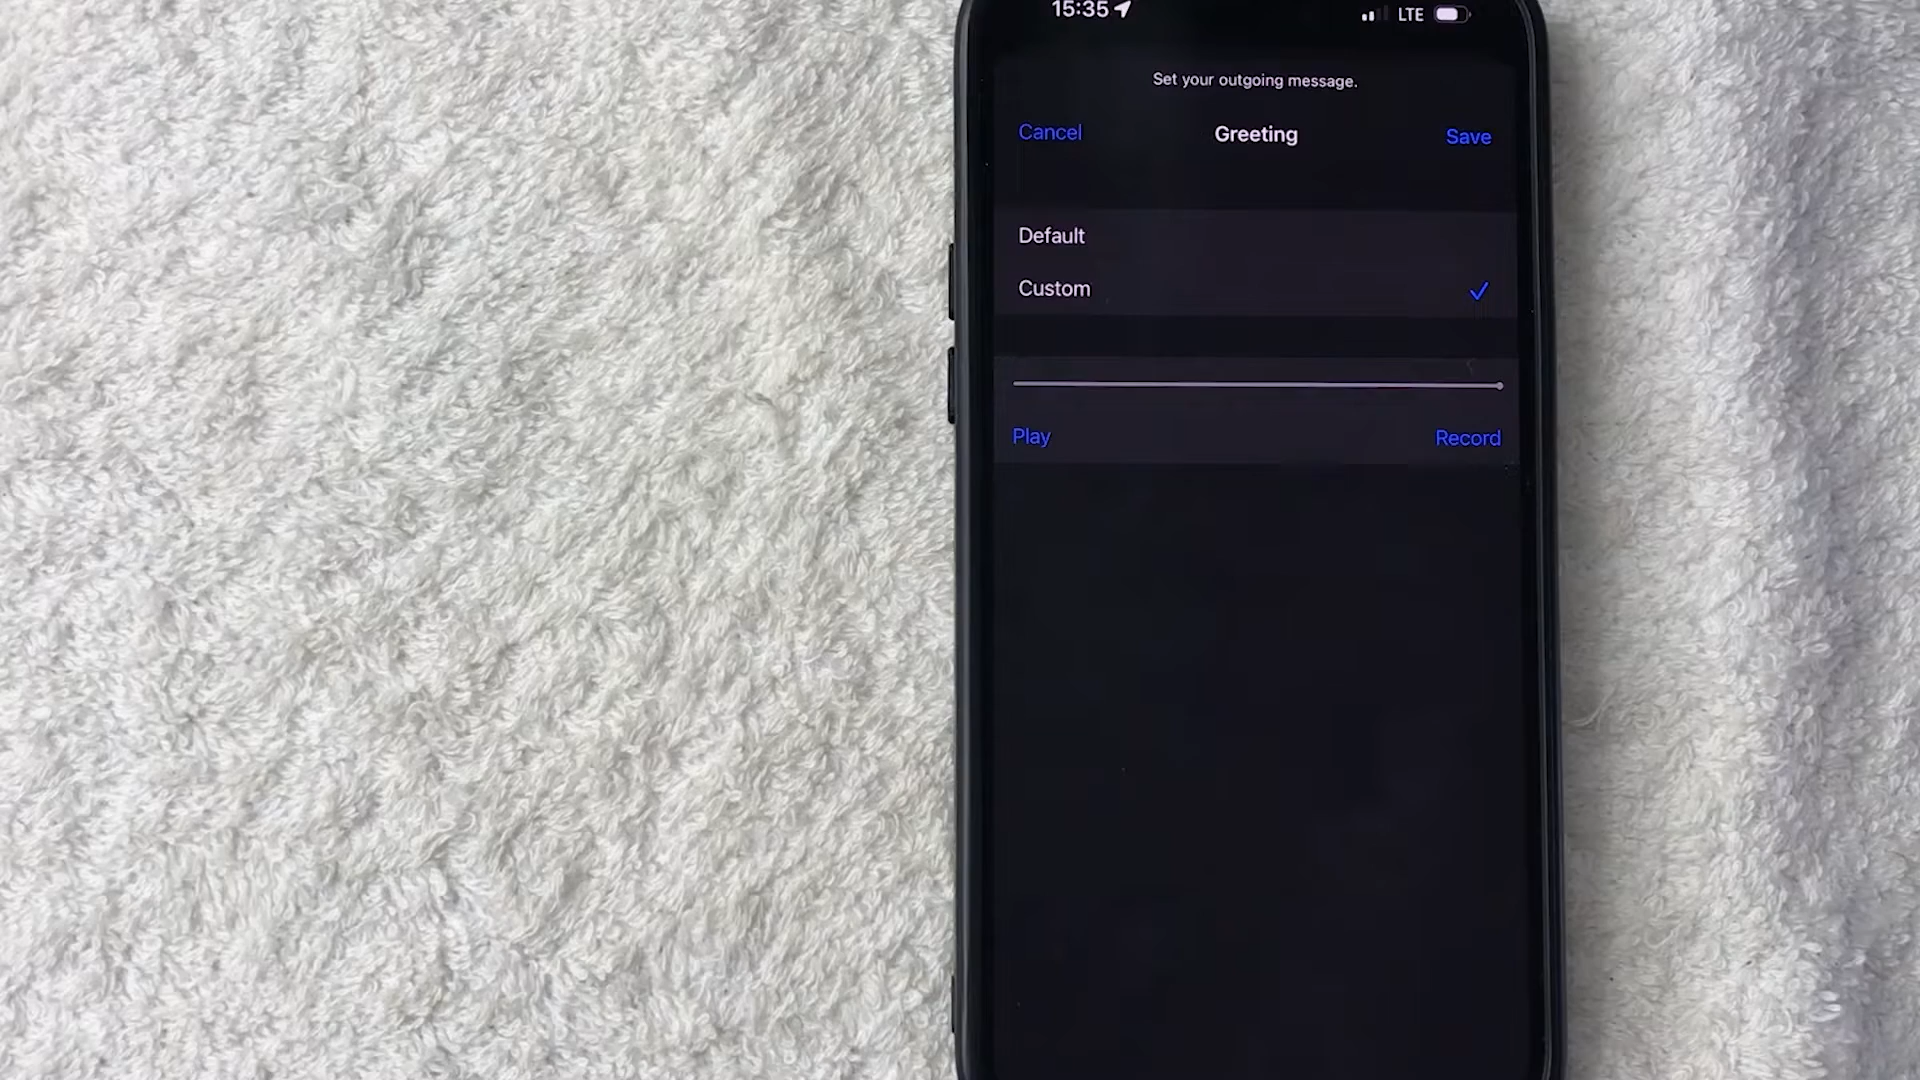 15:35
LTE
Set your outgoing message.
Cancel Greeting Save
Default
Custom
Play Record